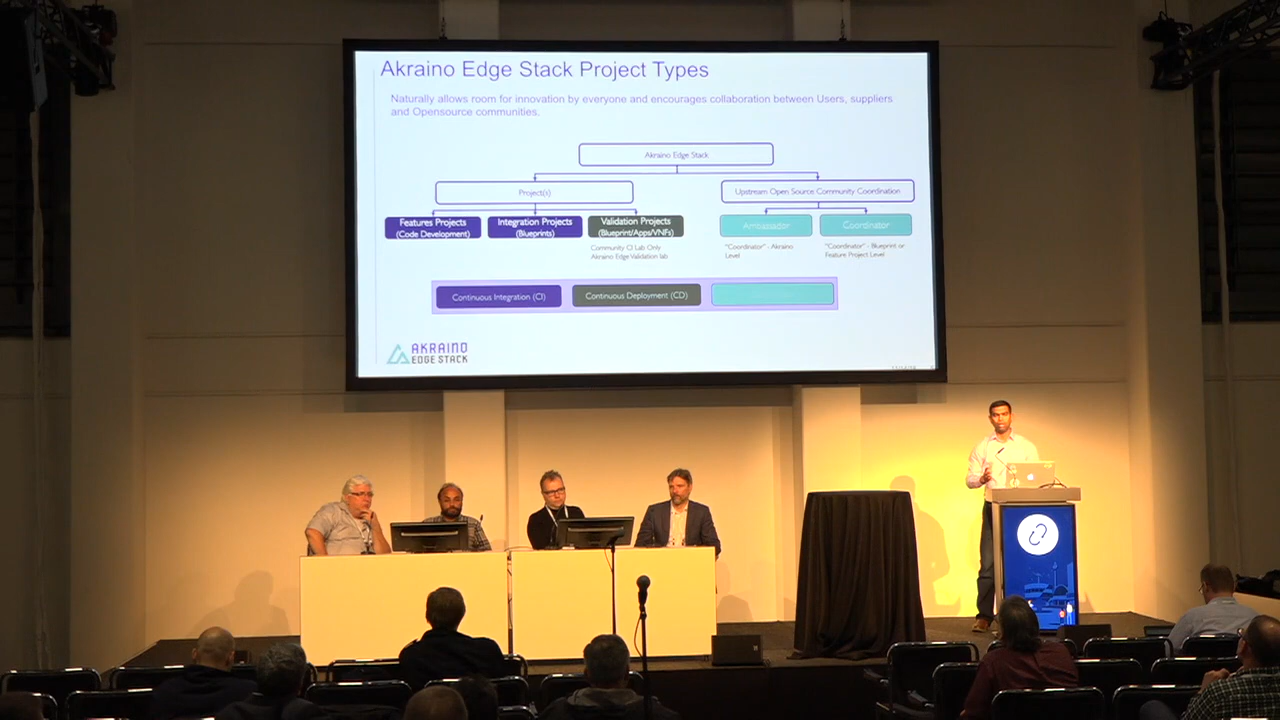 Akraino Edge Stack Project Types
Naturally allows room for innovation by everyone and encourages collaboration between Users, suppliers
and Opensource communities.
Akraino Edge Stack
Project(s)
Upstream Open Source Community Coordination
Features Projects
(Code Development)
Integration Projects
(Blueprints)
Validation Projects
(Blueprint/Apps/VNFs)
Ambassador
Coordinator
Community CI Lab Only
Akraino Edge Validation lab
"Coordinator" - Akraino
Level
"Coordinator" - Blueprint or
Feature Project Level
Continuous Integration (CI)
Continuous Deployment (CD)
AKRAINO
EDGE STACK